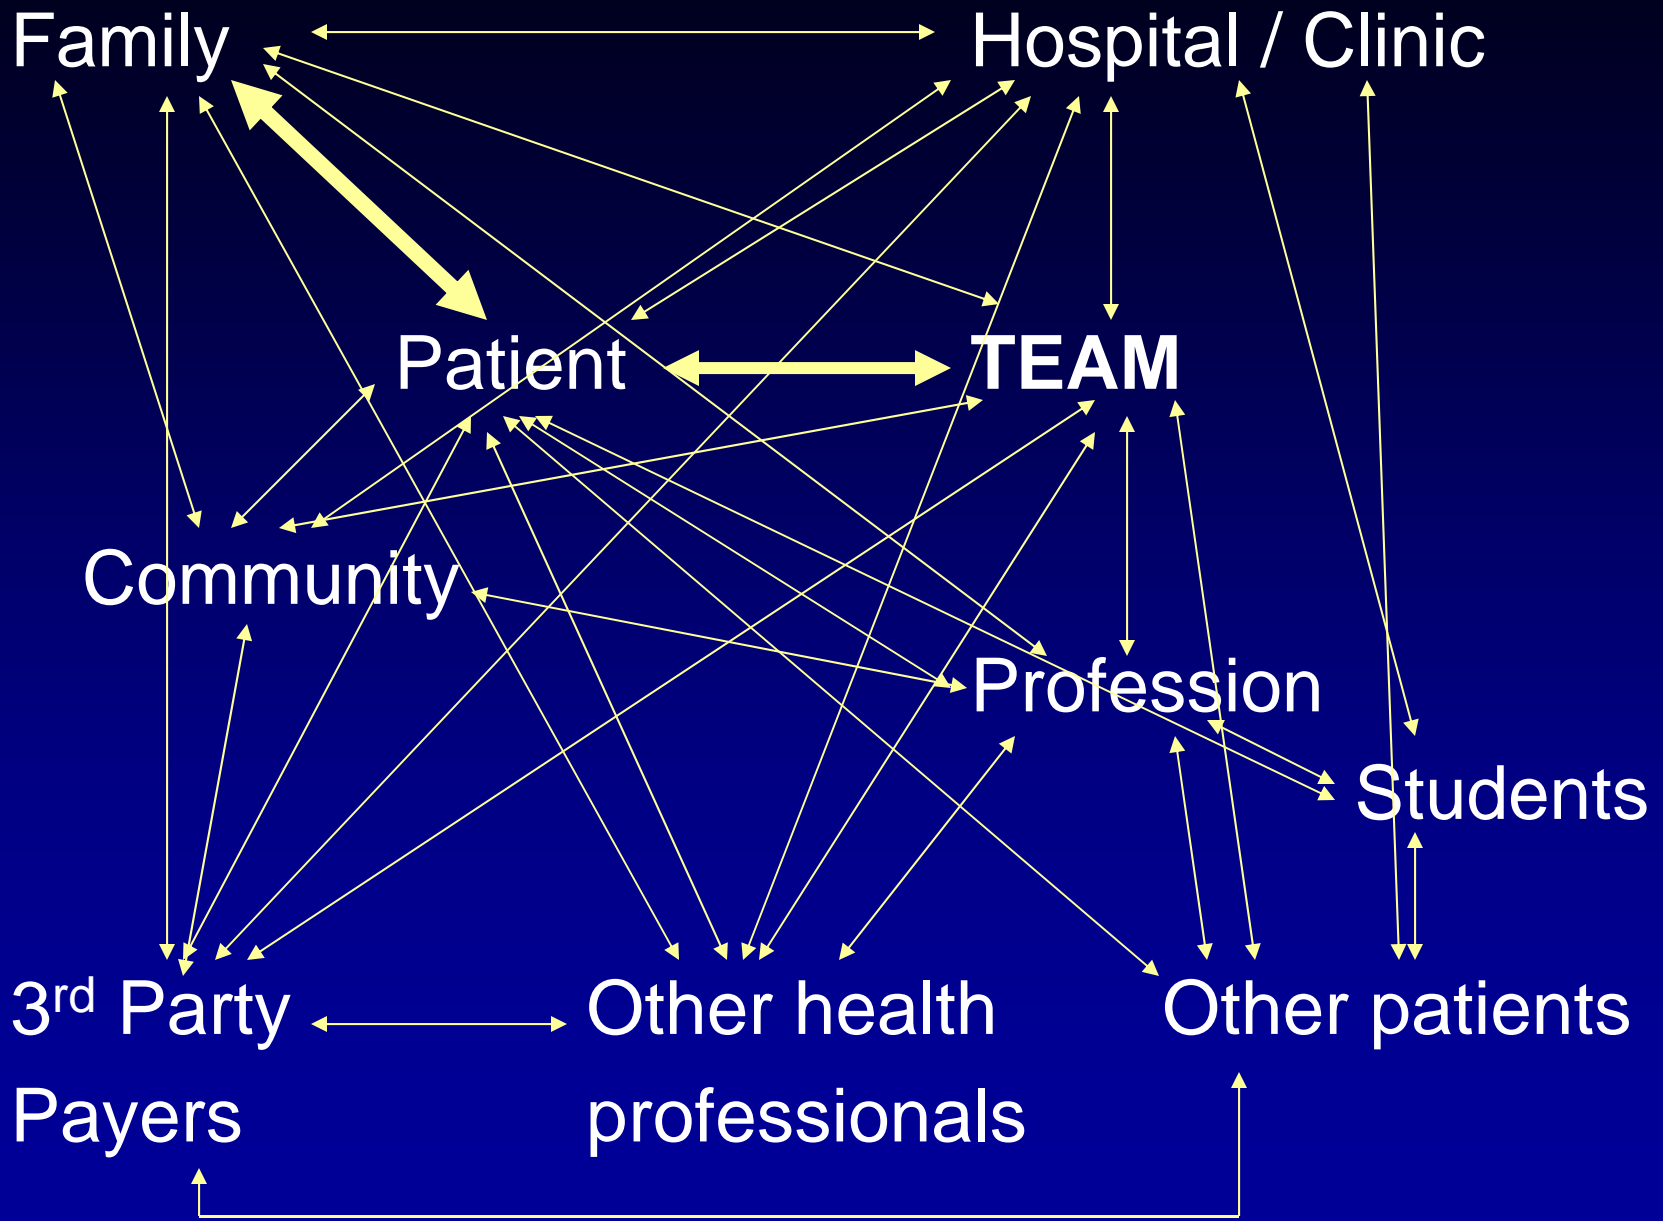 Family
Hospital / Clinic
Patient
TEAM
Community
Profession
Students
3rd Party
Payers
Other health
professionals
Other patients